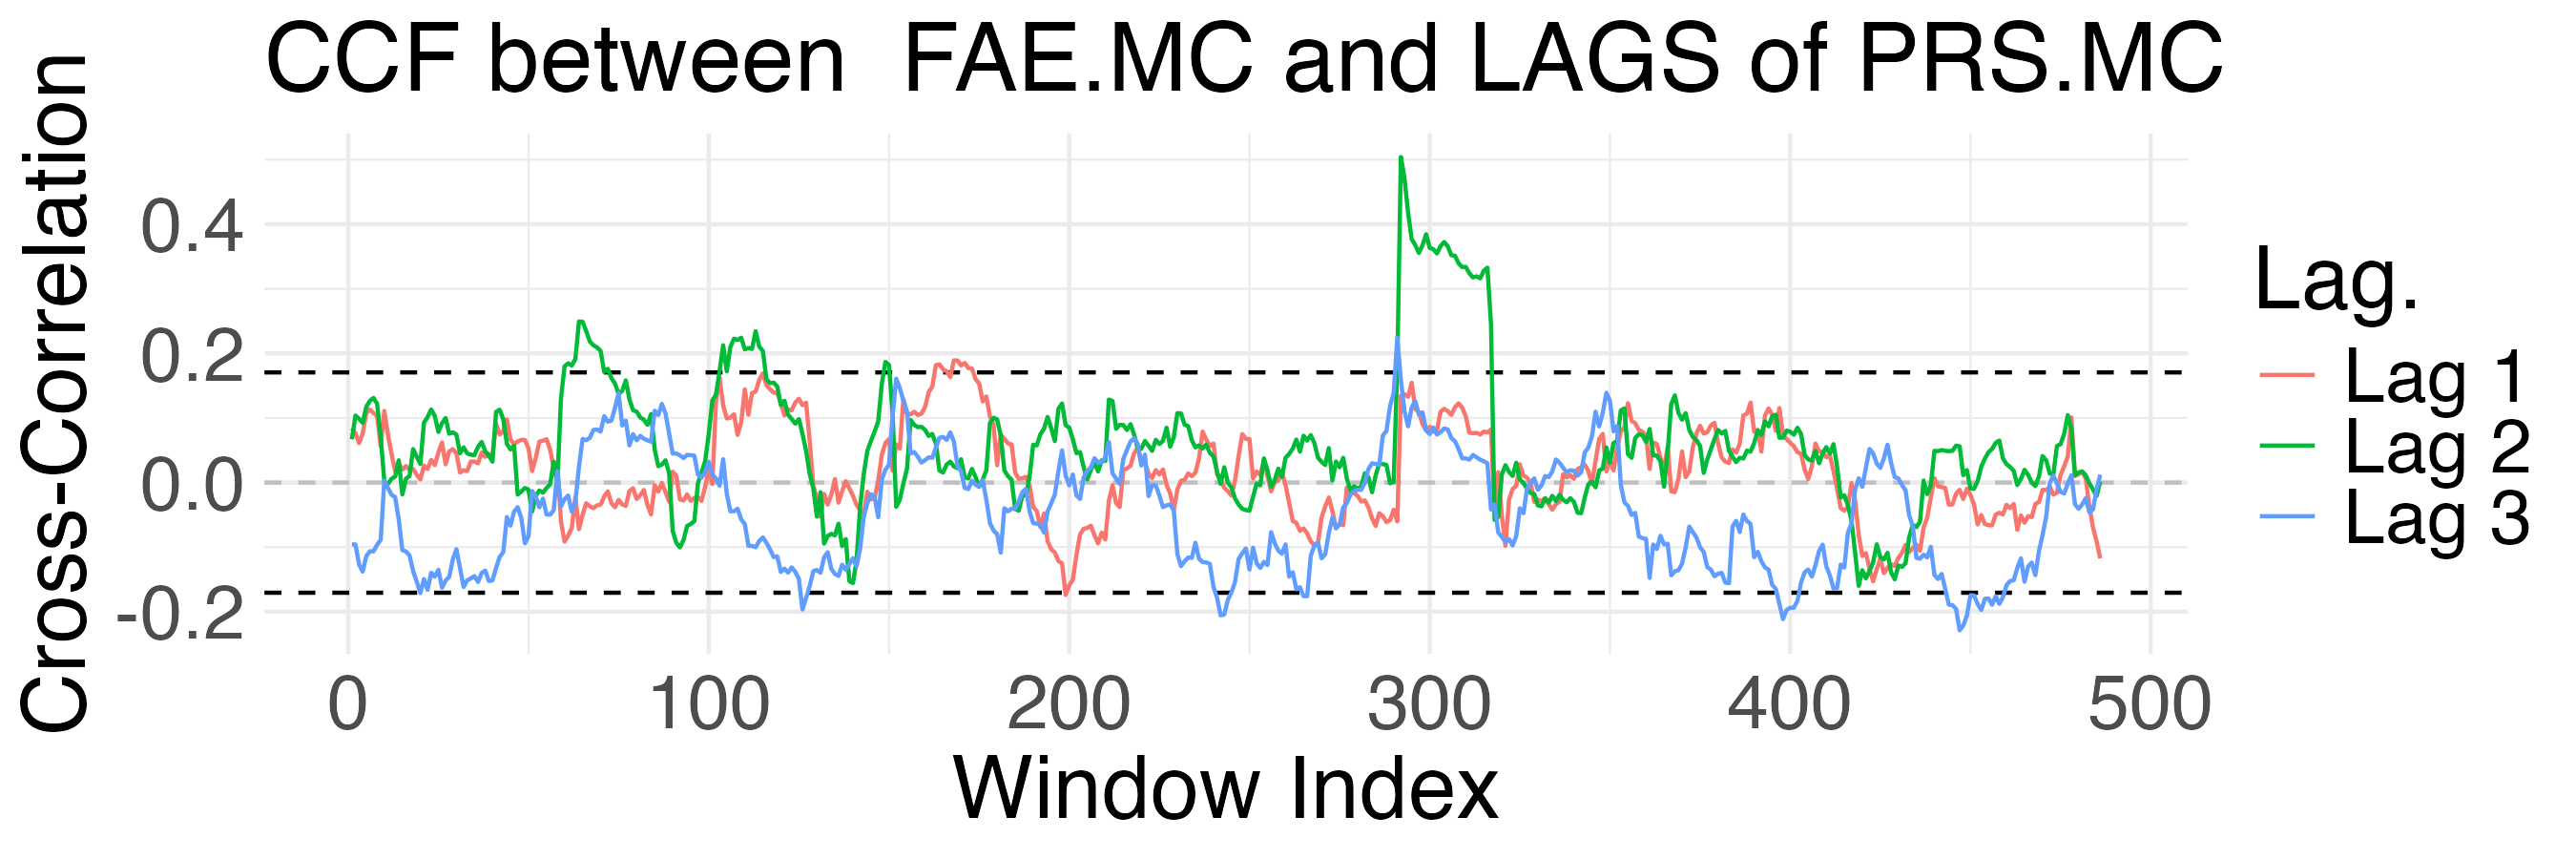 CCF between  FAE.MC and LAGS of PRS.MC
Cross-Correlation
0.4
0.2
0.0
-0.2
0 100 200 300 400 500
Window Index
Lag.
Lag 1
Lag 2
Lag 3